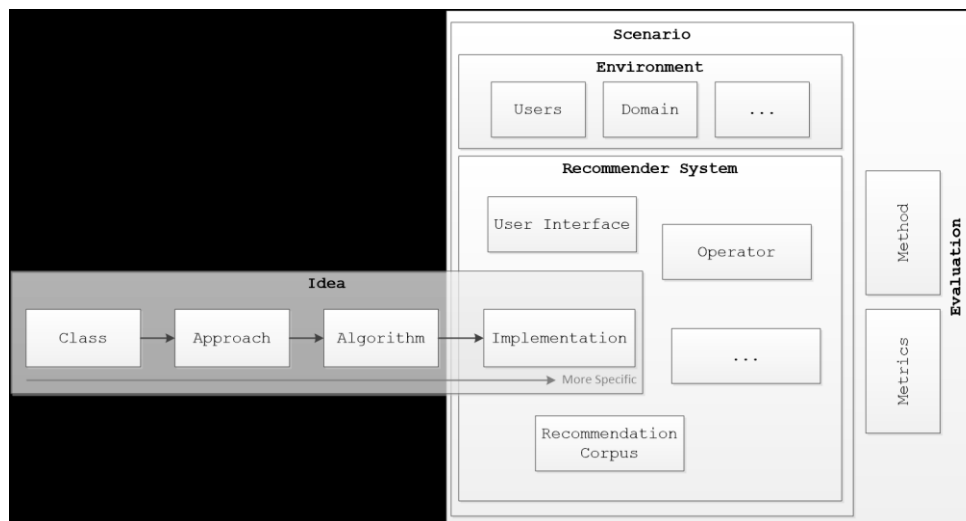 Scenario
Environment
Users
Domain
...
Recommender System
User Interface
Operator
Idea
Class
Approach
Algorithm
Implementation
...
More Specific
Recommendation
Corpus
Method
Metrics
Evaluation